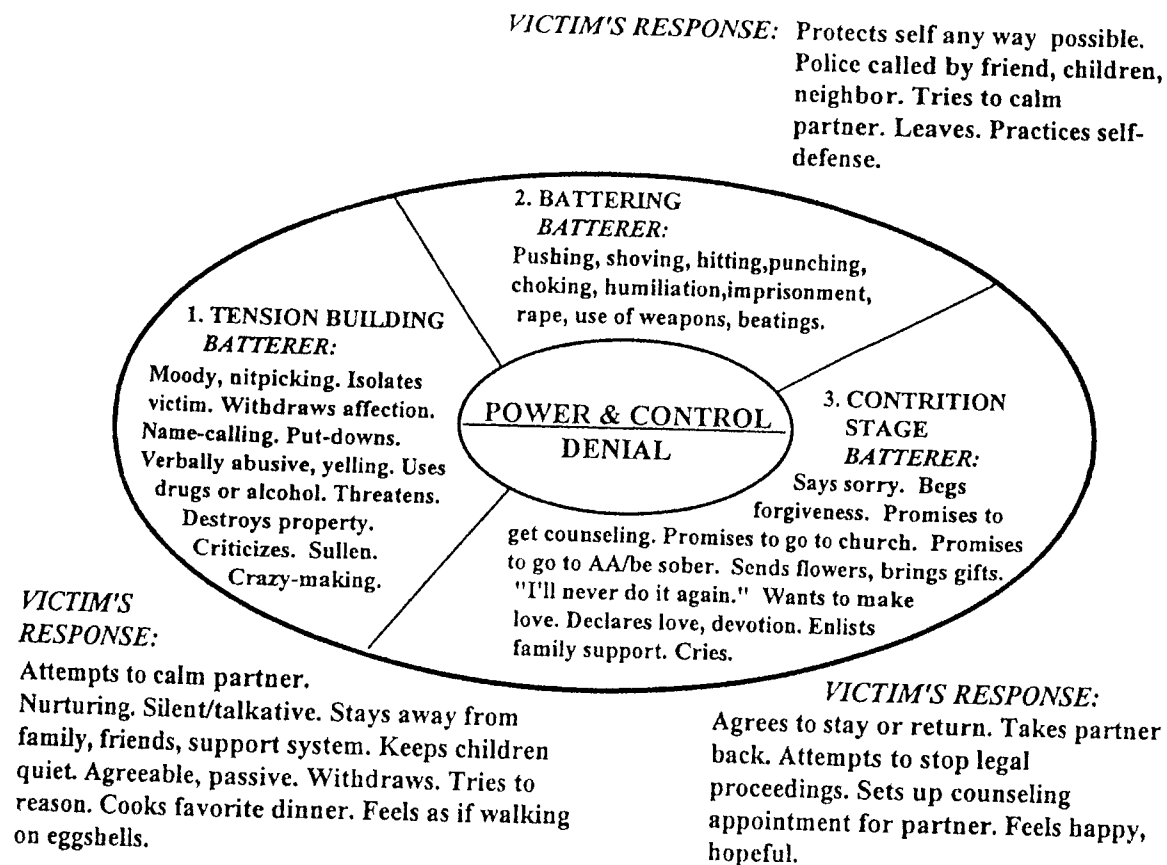 VICTIM'S RESPONSE: Protects self any way possible.
Police called by friend, children,
neighbor. Tries to calm
partner. Leaves. Practices self-
defense.
2. BATTERING
BATTERER:
Pushing, shoving, hitting,punching,
choking, humiliation,imprisonment,
rape, use of weapons, beatings.
1. TENSION BUILDING
BATTERER:
Moody, nitpicking. Isolates
victim. Withdraws affection.
Name-calling. Put-downs.
Verbally abusive, yelling. Uses
drugs or alcohol. Threatens.
Destroys property.
Criticizes. Sullen.
Crazy-making.
POWER & CONTROL
DENIAL
3. CONTRITION
STAGE
BATTERER:
Says sorry. Begs
forgiveness. Promises to
get counseling. Promises to go to church. Promises
to go to AA/be sober. Sends flowers, brings gifts.
"I'll never do it again." Wants to make
love. Declares love, devotion. Enlists
family support. Cries.
VICTIM'S
RESPONSE:
Attempts to calm partner.
Nurturing. Silent/talkative. Stays away from
family, friends, support system. Keeps children
quiet. Agreeable, passive. Withdraws. Tries to
reason. Cooks favorite dinner. Feels as if walking
on eggshells.
VICTIM'S RESPONSE:
Agrees to stay or return. Takes partner
back. Attempts to stop legal
proceedings. Sets up counseling
appointment for partner. Feels happy,
hopeful.